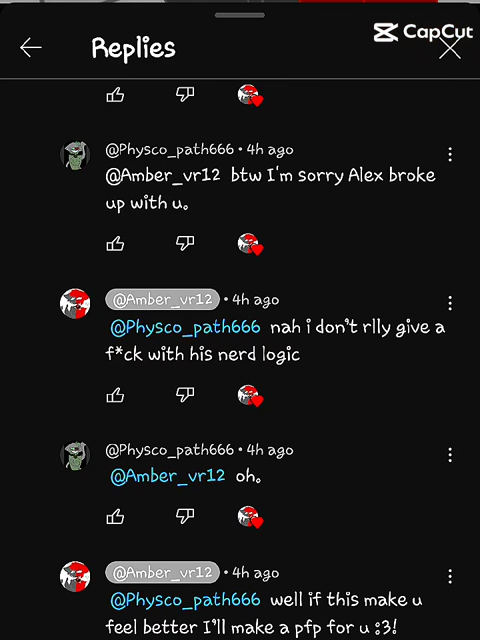 CapCut
Replies
@Physco_path666 • 4h ago
@Amber_vr12 btw I'm sorry Alex broke
up with u。
@Amber_vr12 • 4h ago
@Physco_path666 nah i don't rlly give a
f*ck with his nerd logic
@Physco_path666 • 4h ago
@Amber_vr12 oh。
@Amber_vr12 • 4h ago
@Physco_path666 well if this make u
feel better I'll make a pfp for u :3!